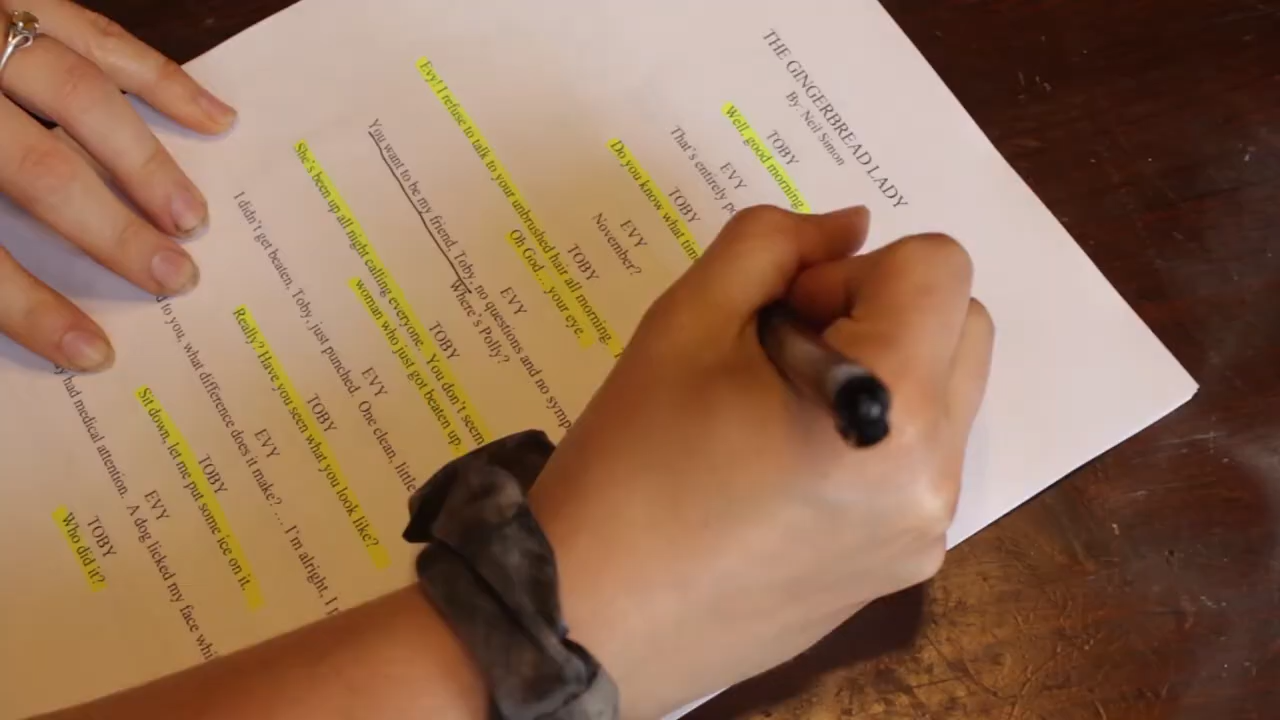 THE GINGERBREAD LADY
By: Neil Simon
TOBY
Well, good morning.
EVY
That's entirely
TOBY
Do you know what
EVY
November?
TOBY
Evy! I refuse to talk to your unbrushed hair all morning.
Oh God... your eye.
EVY
You want to be my friend, Toby, no questions and no
Where's Polly?
TOBY
She's been up all night calling everyone. You don't seem
woman who just got beaten up.
EVY
I didn't get beaten, Toby, just punched. One clean, little
TOBY
Really? Have you seen what you look like?
EVY
to you, what difference does it make? ... I'm alright, I
TOBY
Sit down, let me put some ice on it.
EVY
had medical attention. A dog licked my face
TOBY
Who did it?